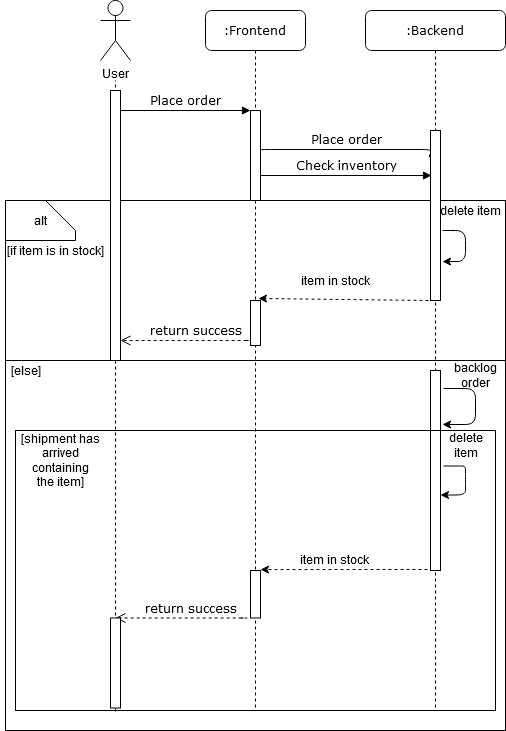 :Frontend
:Backend
User
Place order
Place order
Check inventory
alt
delete item
[if item is in stock]
item in stock
return success
[else]
backlog
order
[shipment has
arrived
containing
the item]
delete
item
item in stock
return success